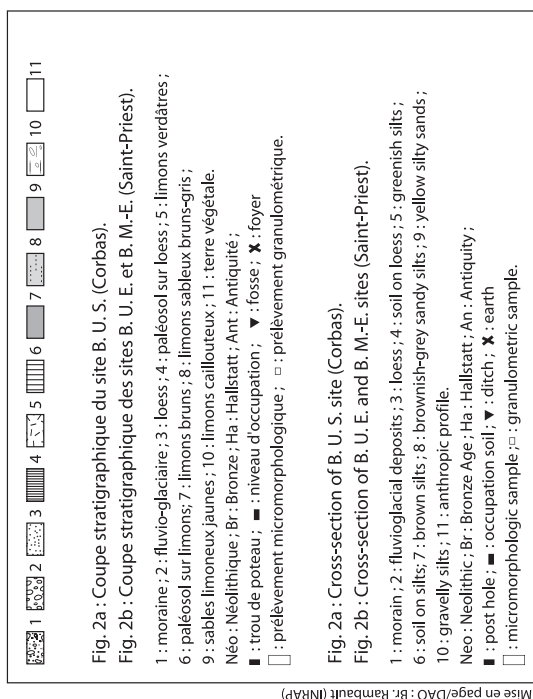 1 2 3 4 5 6 7 8 9 10 11
Fig. 2a : Coupe stratigraphique du site B. U. S. (Corbas).
Fig. 2b : Coupe stratigraphique des sites B. U. E. et B. M.-E. (Saint-Priest).
1 : moraine ; 2 : fluvio-glaciaire ; 3 : loess ; 4 : paléosol sur loess ; 5 : limons verdâtres ;
6 : paléosol sur limons; 7 : limons bruns ; 8 : limons sableux bruns-gris ;
9 : sables limoneux jaunes ; 10 : limons caillouteux ; 11 : terre végétale.
Néo : Néolithique ; Br : Bronze ; Ha : Hallstatt ; Ant : Antiquité ;
: trou de poteau ; : niveau d'occupation ; ▼ : fosse ; ✖ : foyer
: prélèvement micromorphologique ; □ : prélèvement granulométrique.
Fig. 2a : Cross-section of B. U. S. site (Corbas).
Fig. 2b : Cross-section of B. U. E. and B. M.-E. sites (Saint-Priest).
1 : morain ; 2 : fluvioglacial deposits ; 3 : loess ; 4 : soil on loess ; 5 : greenish silts ;
6 : soil on silts; 7 : brown silts ; 8 : brownish-grey sandy silts ; 9 : yellow silty sands ;
10 : gravelly silts ; 11 : anthropic profile.
Neo : Neolithic ; Br : Bronze Age ; Ha : Hallstatt ; An : Antiquity ;
: post hole ; : occupation soil ; ▼ : ditch ; ✖ : earth
: micromorphologic sample ;□ : granulometric sample.
Mise en page/DAO : Br. Rambault (INRAP)